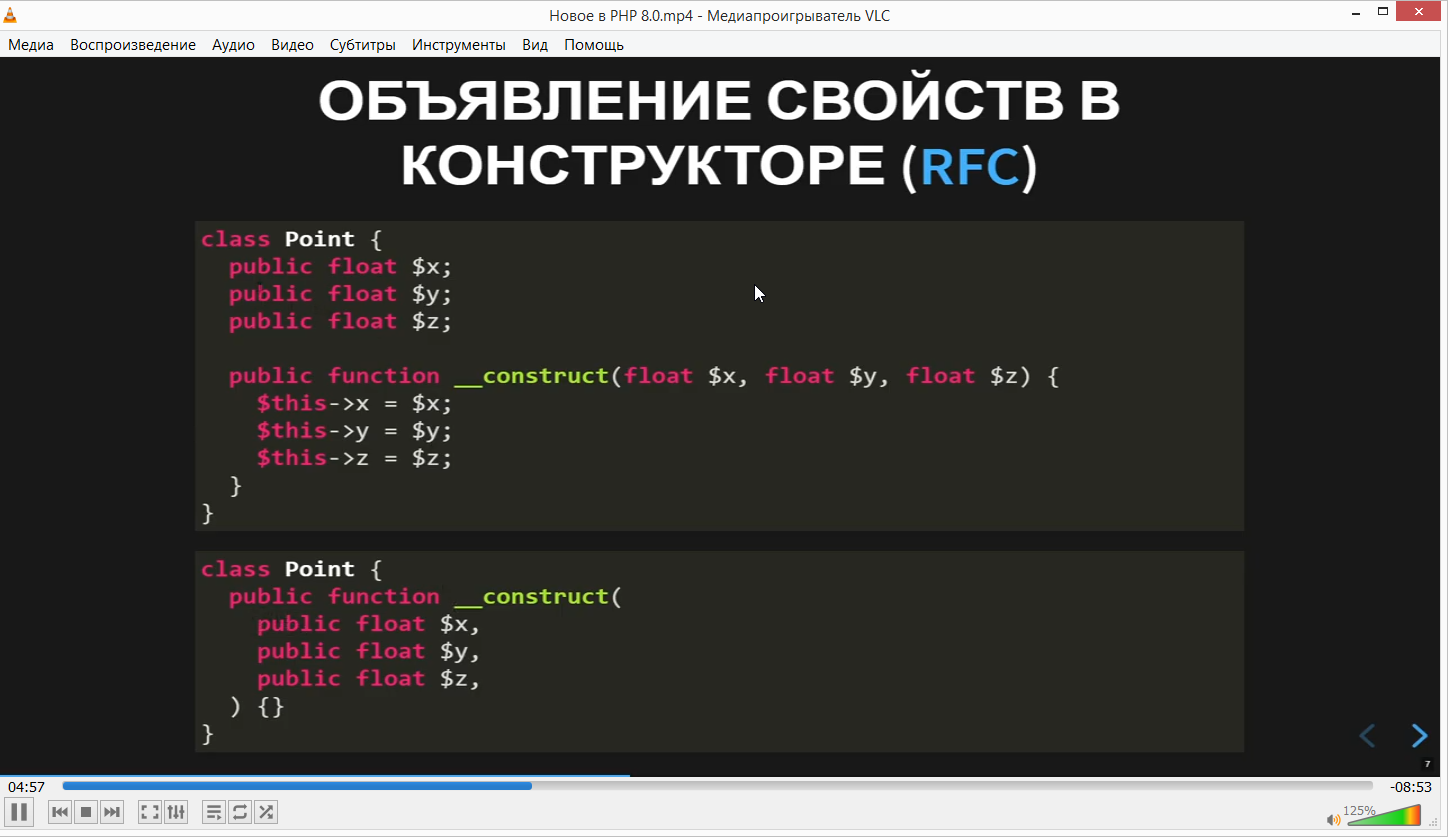 Новое в PHP 8.0.mp4 - Медиапроигрыватель VLC
Медиа Воспроизведение Аудио Видео Субтитры Инструменты Вид Помощь
ОБЪЯВЛЕНИЕ СВОЙСТВ В
КОНСТРУКТОРЕ (RFC)
class Point {
  public float $x;
  public float $y;
  public float $z;
  public function __construct(float $x, float $y, float $z) {
    $this->x = $x;
    $this->y = $y;
    $this->z = $z;
  }
}
class Point {
  public function __construct(
    public float $x,
    public float $y,
    public float $z,
  ) {}
}
7
04:57 -08:53
125%